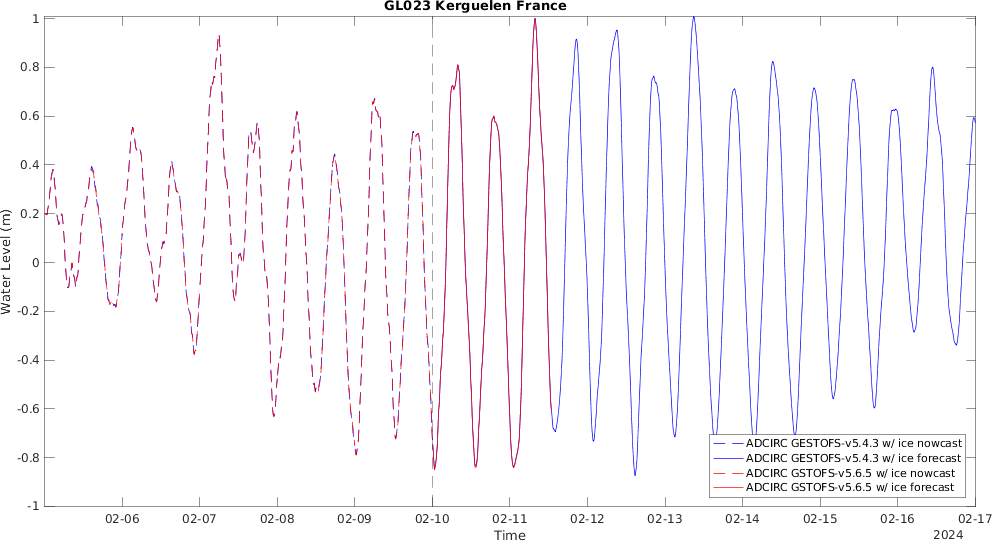 GL023 Kerguelen France
1
0.8
0.6
0.4
0.2
0
-0.2
-0.4
-0.6
-0.8
-1
Water Level (m)
02-06 02-07 02-08 02-09 02-10 02-11 02-12 02-13 02-14 02-15 02-16 02-17
Time
2024
ADCIRC GESTOFS-v5.4.3 w/ ice nowcast
ADCIRC GESTOFS-v5.4.3 w/ ice forecast
ADCIRC GSTOFS-v5.6.5 w/ ice nowcast
ADCIRC GSTOFS-v5.6.5 w/ ice forecast